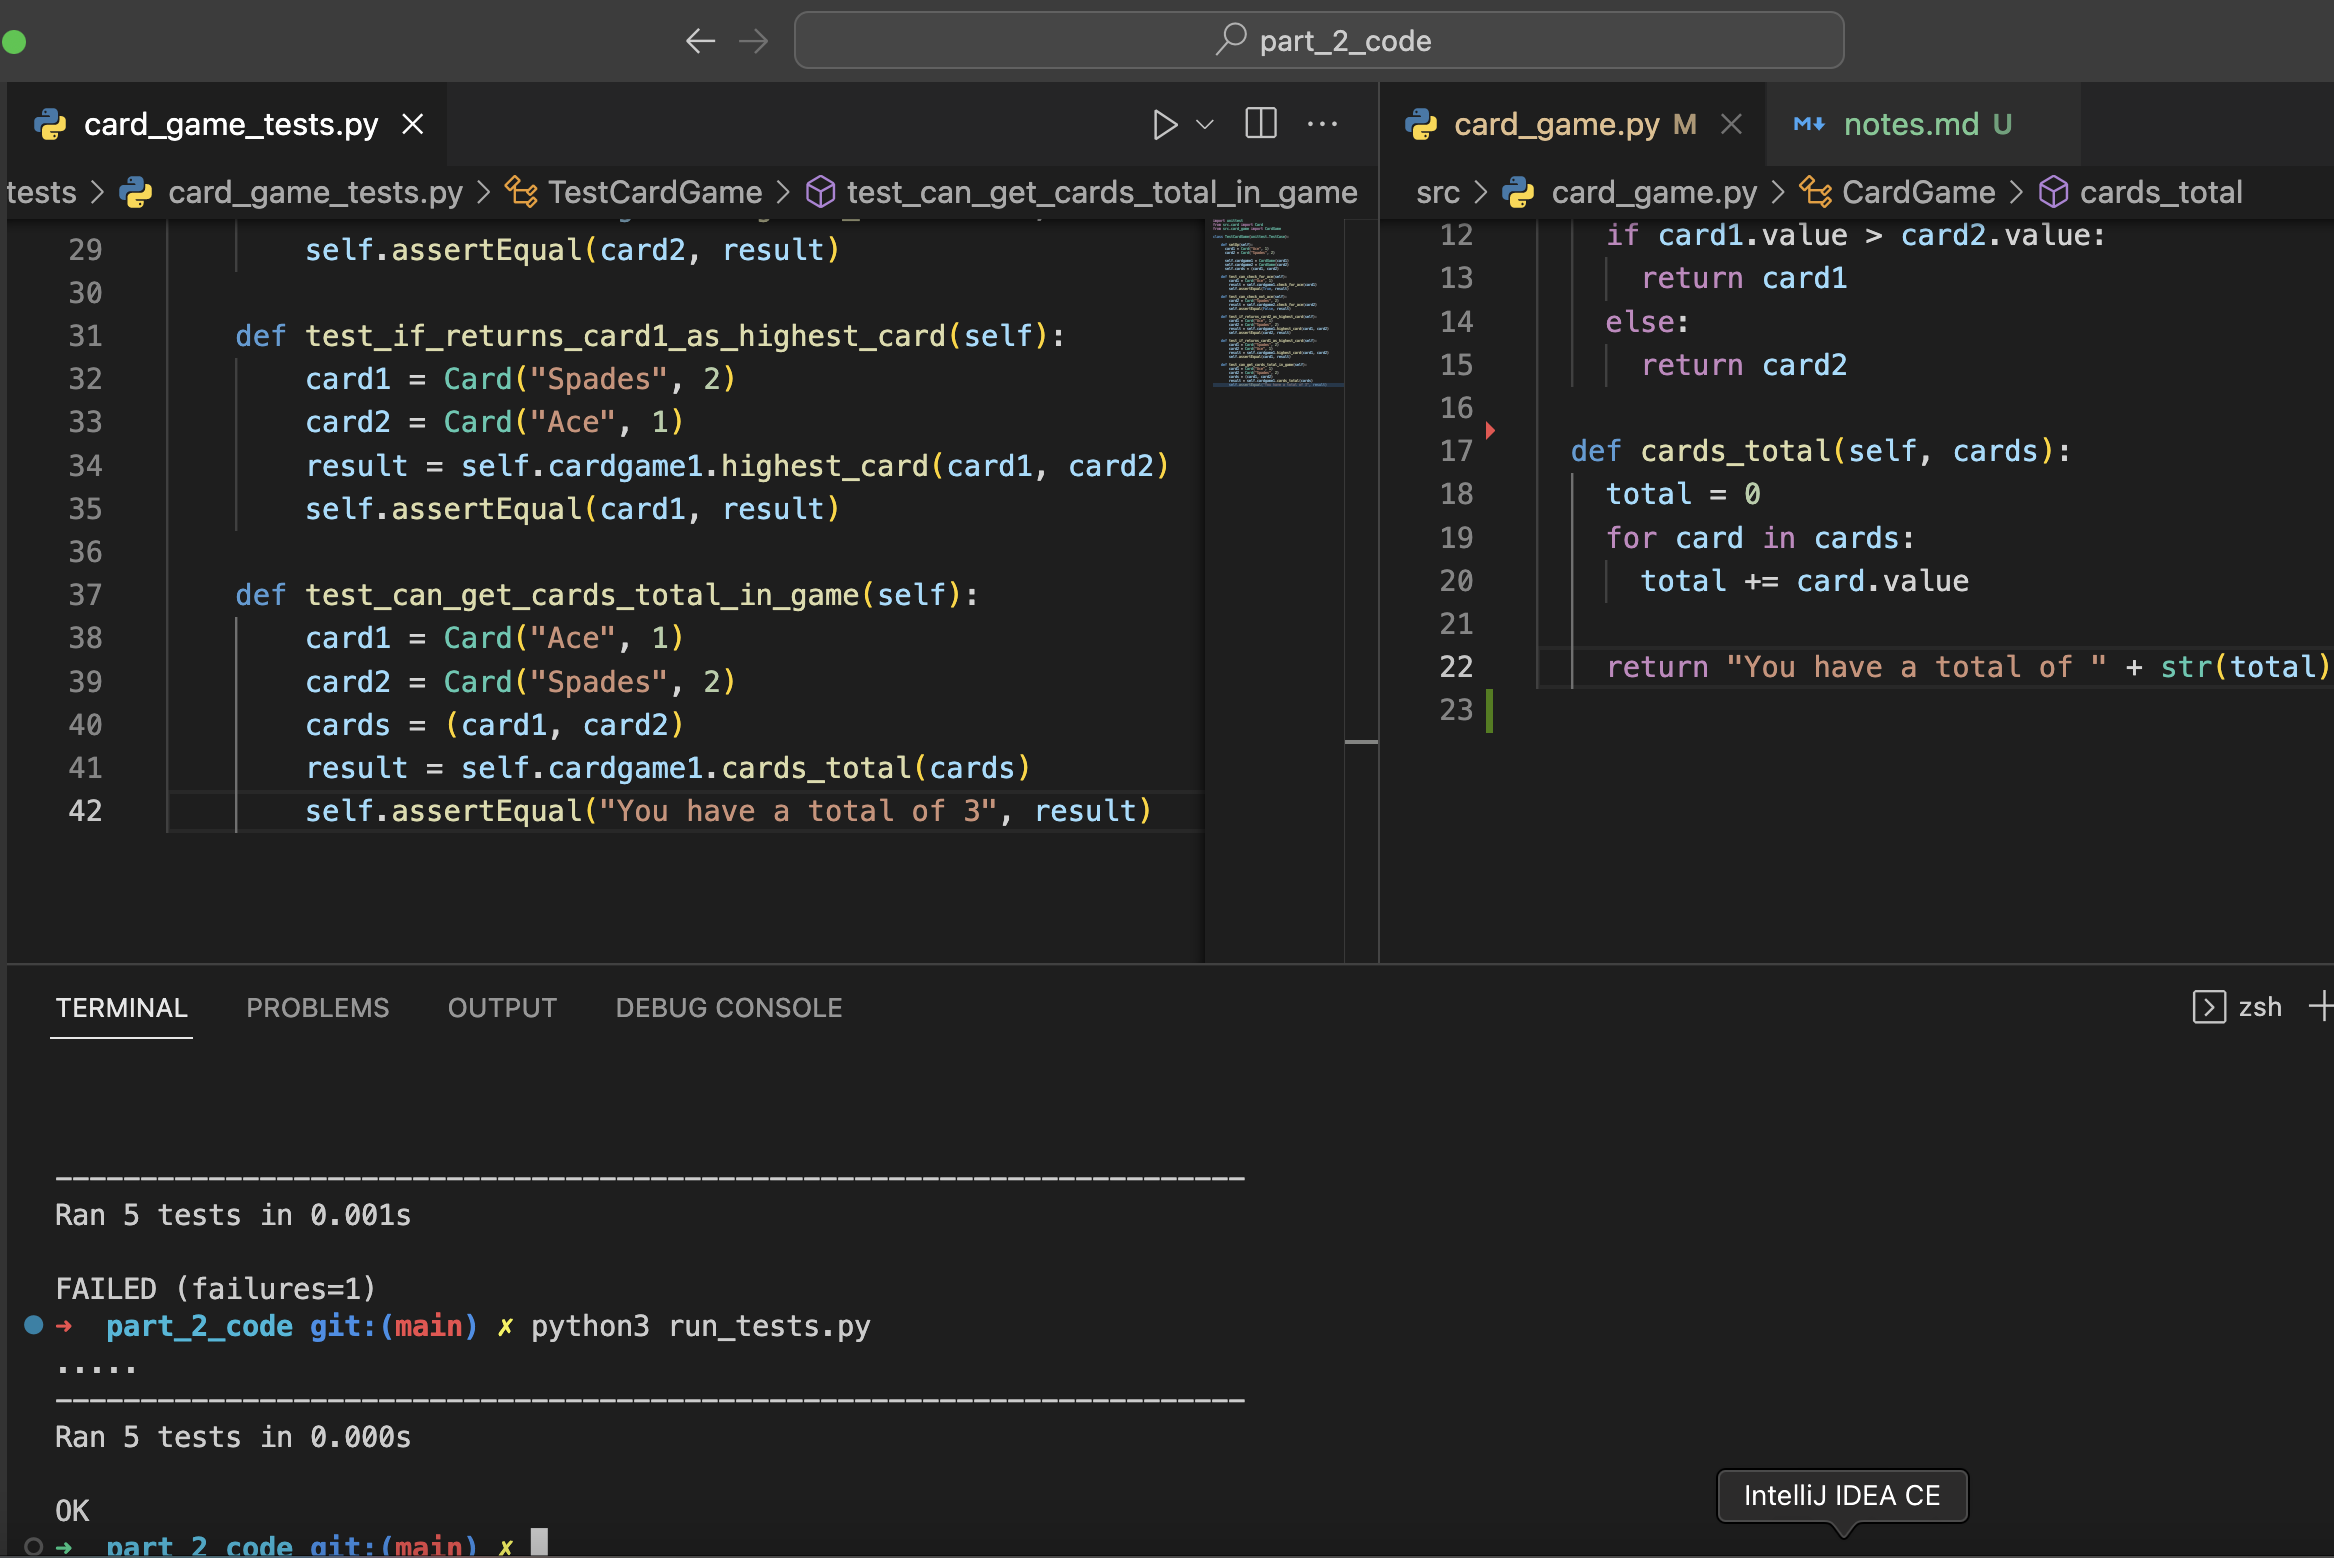 part_2_code
card_game_tests.py
card_game.py M
notes.md U
tests > card_game_tests.py > TestCardGame > test_can_get_cards_total_in_game
src > card_game.py > CardGame > cards_total
29 self.assertEqual(card2, result)
30
31 def test_if_returns_card1_as_highest_card(self):
32 card1 = Card("Spades", 2)
33 card2 = Card("Ace", 1)
34 result = self.cardgame1.highest_card(card1, card2)
35 self.assertEqual(card1, result)
36
37 def test_can_get_cards_total_in_game(self):
38 card1 = Card("Ace", 1)
39 card2 = Card("Spades", 2)
40 cards = (card1, card2)
41 result = self.cardgame1.cards_total(cards)
42 self.assertEqual("You have a total of 3", result)
12 if card1.value > card2.value:
13 return card1
14 else:
15 return card2
16
17 def cards_total(self, cards):
18 total = 0
19 for card in cards:
20 total += card.value
21
22 return "You have a total of " + str(total)
23
TERMINAL PROBLEMS OUTPUT DEBUG CONSOLE
zsh
----------------------------------------------------------------------
Ran 5 tests in 0.001s
FAILED (failures=1)
➜ part_2_code git:(main) ✗ python3 run_tests.py
.....
----------------------------------------------------------------------
Ran 5 tests in 0.000s
OK
➜ part_2_code git:(main) ✗
IntelliJ IDEA CE